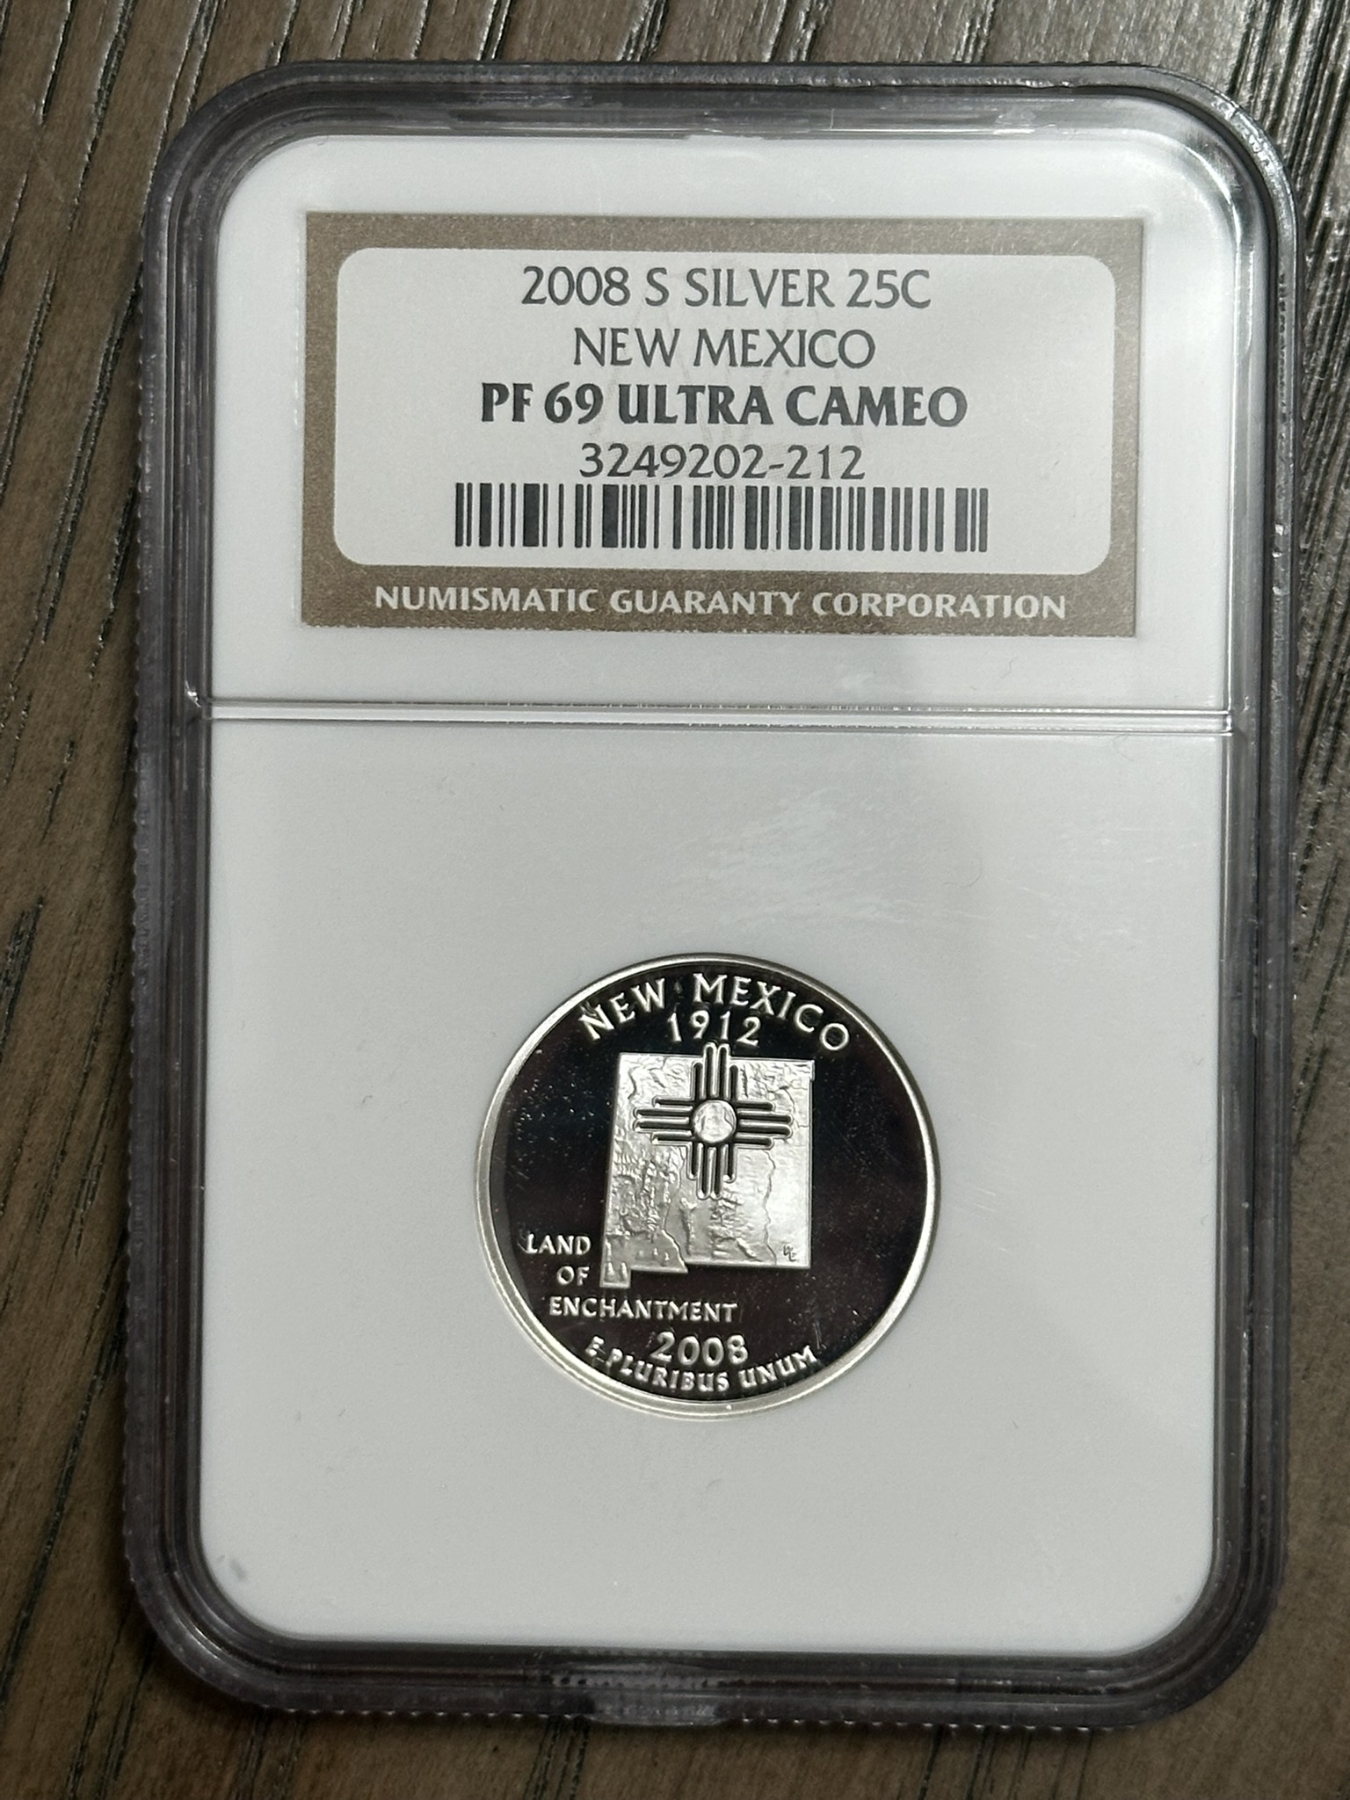 2008 S SILVER 25C
NEW MEXICO
PF 69 ULTRA CAMEO
3249202-212
NUMISMATIC GUARANTY CORPORATION
NEW MEXICO
1912
LAND
OF
ENCHANTMENT
2008
E PLURIBUS UNUM